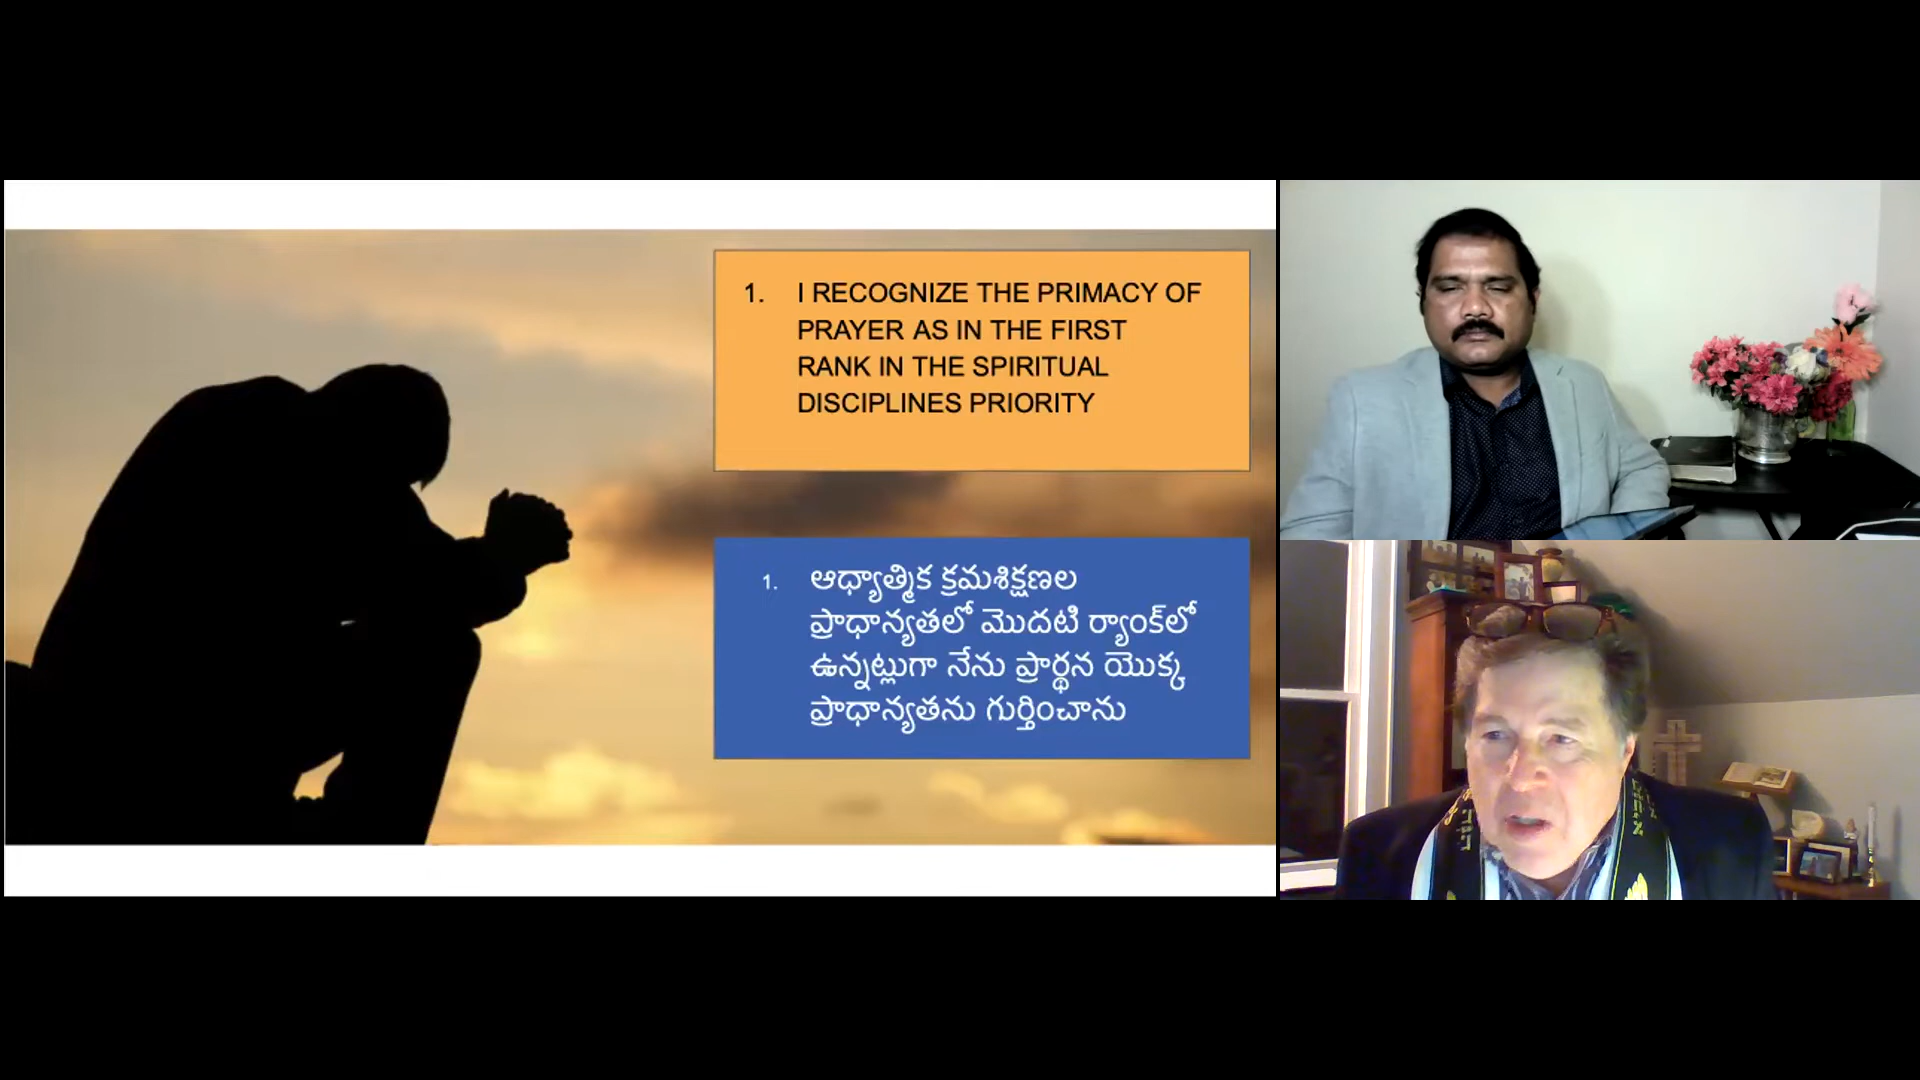 1. I RECOGNIZE THE PRIMACY OF
PRAYER AS IN THE FIRST
RANK IN THE SPIRITUAL
DISCIPLINES PRIORITY
1. ఆధ్యాత్మిక క్రమశిక్షణల
ప్రాధాన్యతలో మొదటి ర్యాంక్‌లో
ఉన్నట్లుగా నేను ప్రార్థన యొక్క
ప్రాధాన్యతను గుర్తించాను